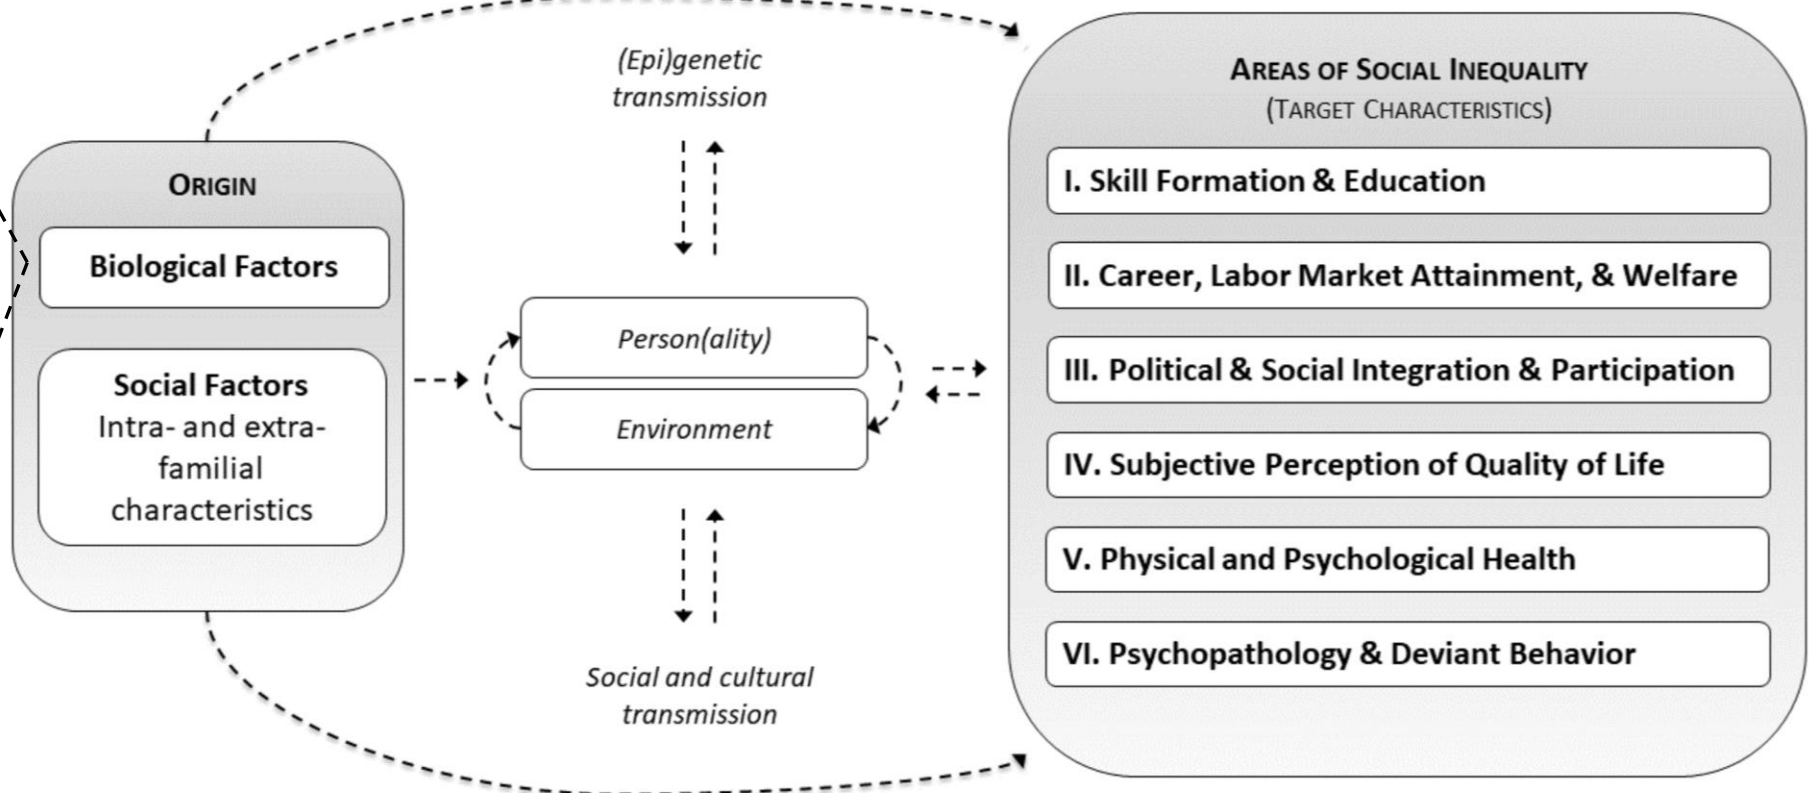 ORIGIN
Biological Factors
Social Factors
Intra- and extra-
familial
characteristics
(Epi)genetic
transmission
Person(ality)
Environment
Social and cultural
transmission
AREAS OF SOCIAL INEQUALITY
(TARGET CHARACTERISTICS)
I. Skill Formation & Education
II. Career, Labor Market Attainment, & Welfare
III. Political & Social Integration & Participation
IV. Subjective Perception of Quality of Life
V. Physical and Psychological Health
VI. Psychopathology & Deviant Behavior